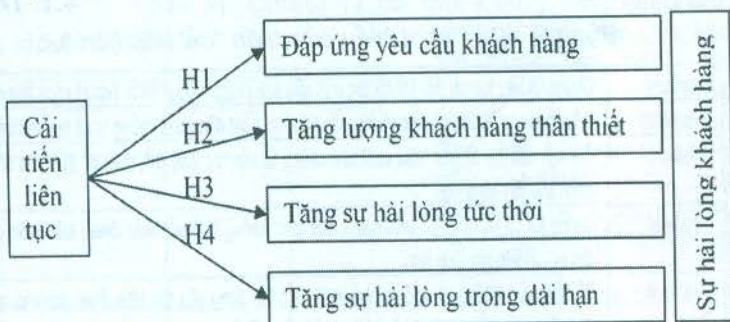 Cải
tiến
liên
tục
H1
H2
H3
H4
Đáp ứng yêu cầu khách hàng
Tăng lượng khách hàng thân thiết
Tăng sự hài lòng tức thời
Tăng sự hài lòng trong dài hạn
Sự hài lòng khách hàng